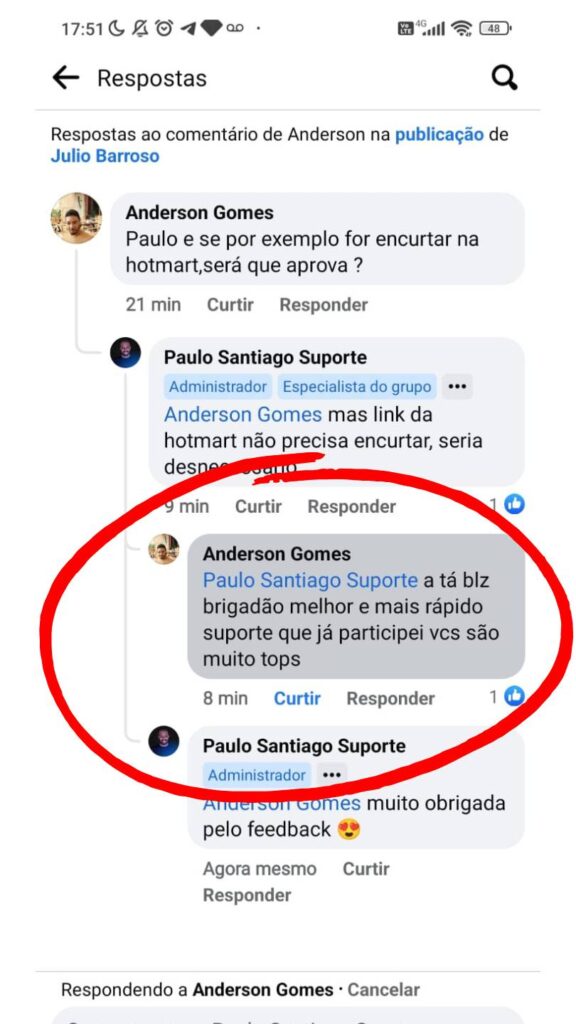 17:51
4G
Vo
LTE
48
Respostas
Respostas ao comentário de Anderson na publicação de
Julio Barroso
Anderson Gomes
Paulo e se por exemplo for encurtar na
hotmart,será que aprova ?
21 min Curtir Responder
Paulo Santiago Suporte
Administrador Especialista do grupo •••
Anderson Gomes mas link da
hotmart não precisa encurtar, seria
desnecessário
9 min Curtir Responder 1
Anderson Gomes
Paulo Santiago Suporte a tá blz
brigadão melhor e mais rápido
suporte que já participei vcs são
muito tops
8 min Curtir Responder 1
Paulo Santiago Suporte
Administrador •••
Anderson Gomes muito obrigada
pelo feedback 😍
Agora mesmo Curtir
Responder
Respondendo a Anderson Gomes · Cancelar